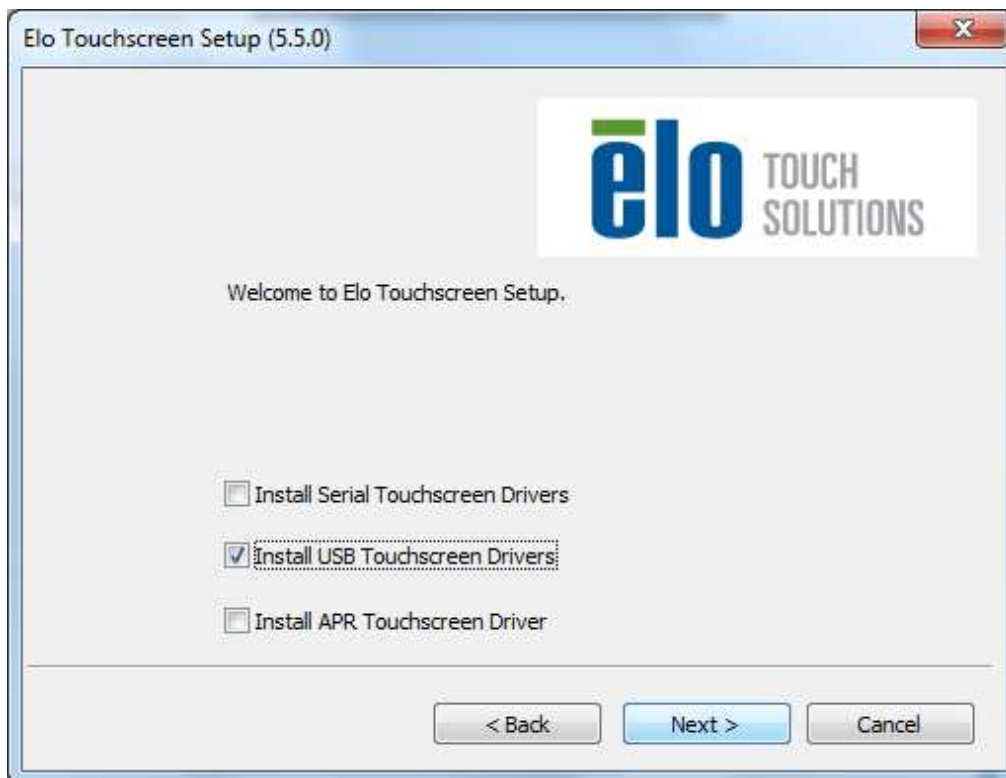 Elo Touchscreen Setup (5.5.0)
elo TOUCH
SOLUTIONS
Welcome to Elo Touchscreen Setup.
Install Serial Touchscreen Drivers
Install USB Touchscreen Drivers
Install APR Touchscreen Driver
< Back Next > Cancel